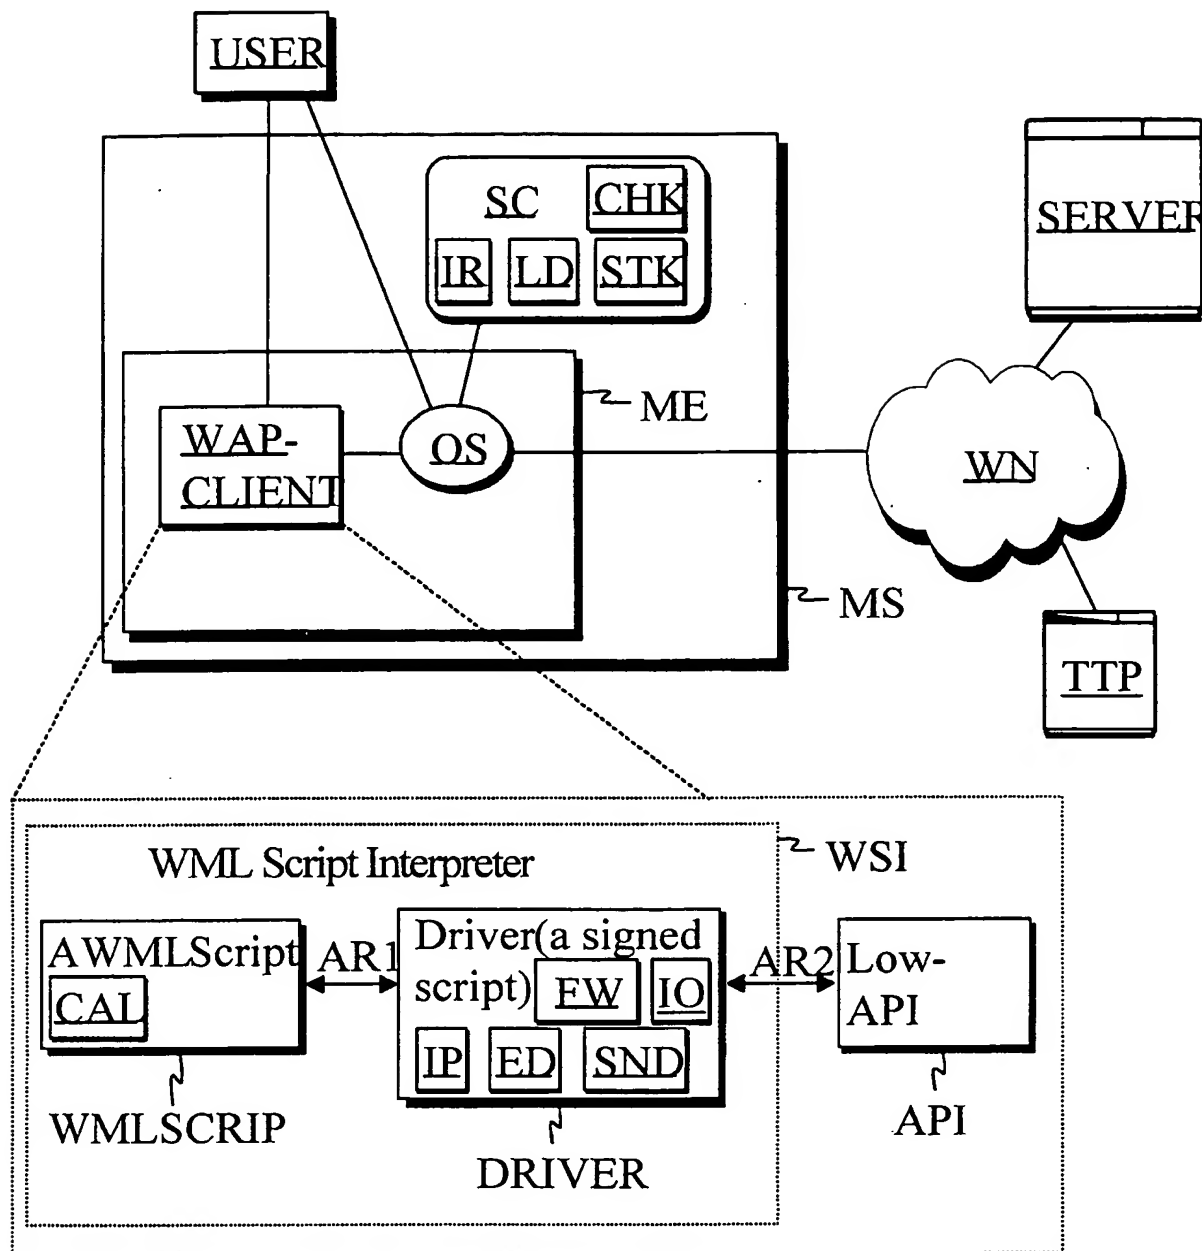 USER
SC
CHK
IR
LD
STK
SERVER
ME
WAP-
CLIENT
OS
WN
MS
TTP
WML Script Interpreter
WSI
AWMLScript
CAL
AR1
Driver(a signed
script)
FW
IO
IP
ED
SND
AR2
Low-
API
WMLSCRIP
DRIVER
API